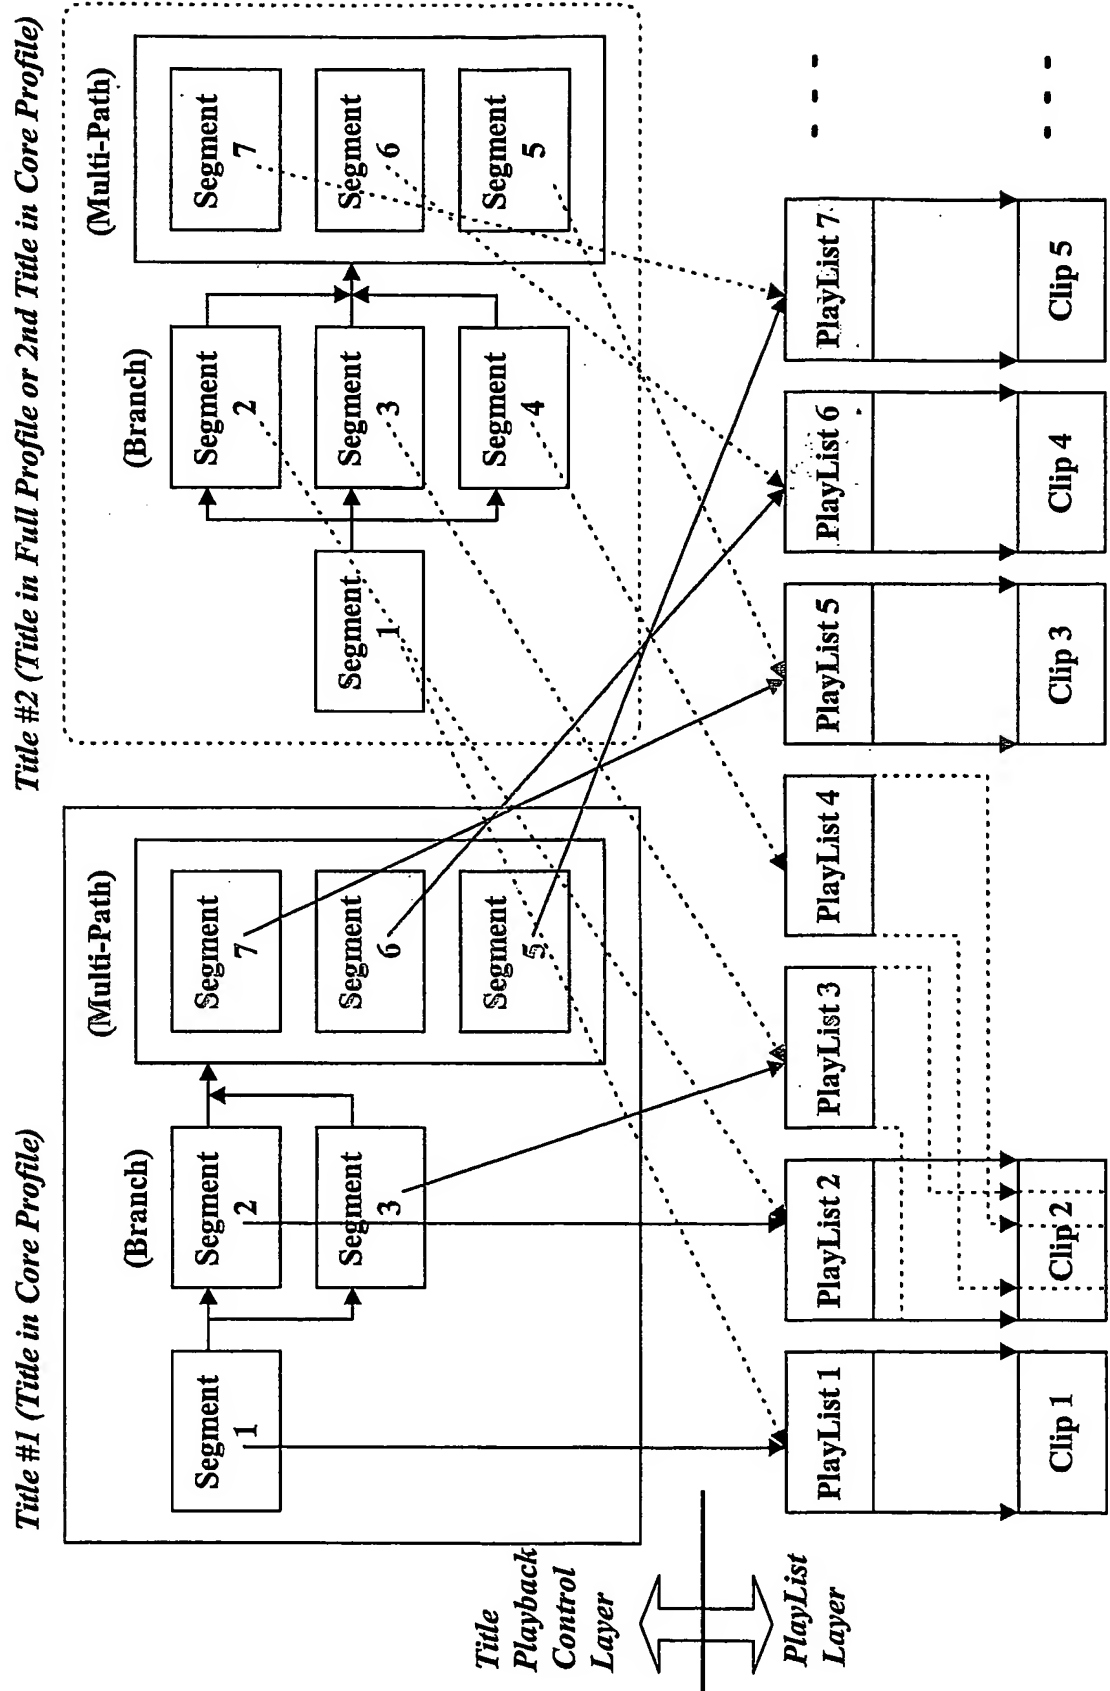 Title #1 (Title in Core Profile)
Title #2 (Title in Full Profile or 2nd Title in Core Profile)
(Branch)
(Multi-Path)
Segment
1
Segment
2
Segment
3
Segment
7
Segment
6
Segment
5
(Branch)
(Multi-Path)
Segment
1
Segment
2
Segment
3
Segment
4
Segment
7
Segment
6
Segment
5
Title
Playback
Control
Layer
PlayList
Layer
PlayList 1
PlayList 2
PlayList 3
PlayList 4
PlayList 5
PlayList 6
PlayList 7
Clip 1
Clip 2
Clip 3
Clip 4
Clip 5